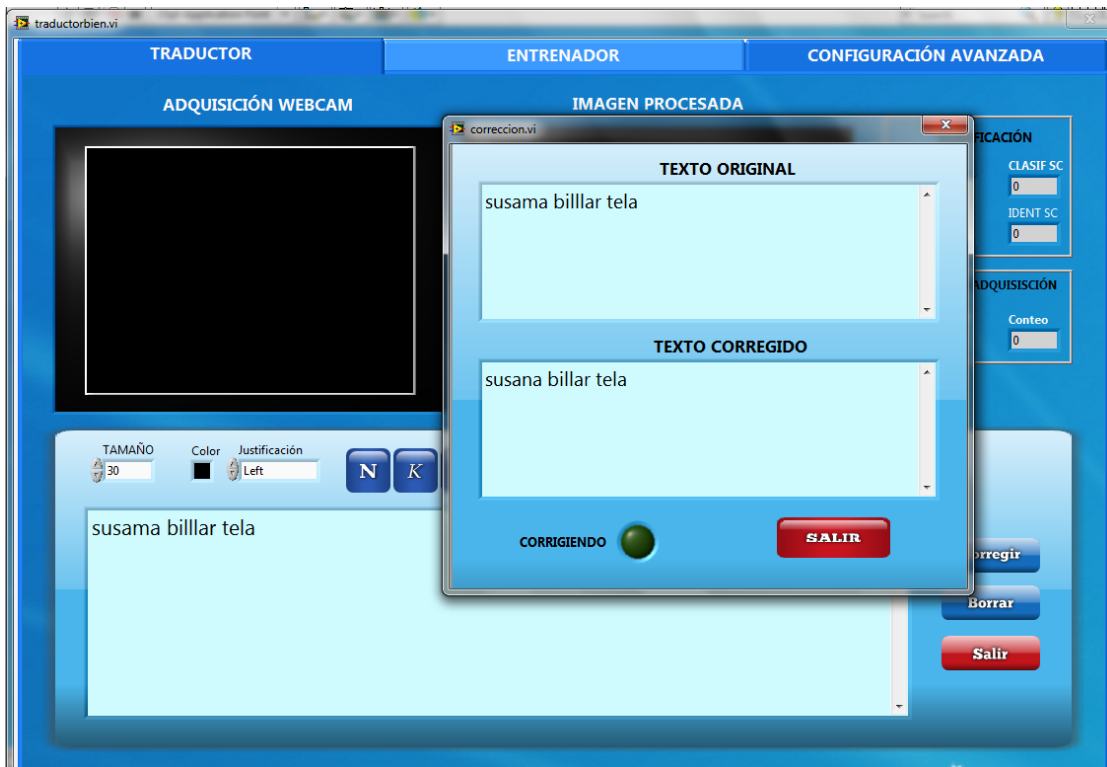 traductorbien.vi
TRADUCTOR
ENTRENADOR
CONFIGURACIÓN AVANZADA
ADQUISICIÓN WEBCAM
IMAGEN PROCESADA
correccion.vi
TEXTO ORIGINAL
susama billlar tela
TEXTO CORREGIDO
susana billar tela
CORRIGIENDO
SALIR
FICACIÓN
CLASIF SC
0
IDENT SC
0
ADQUISISCIÓN
Conteo
0
TAMAÑO
30
Color
Justificación
Left
N
K
susama billlar tela
orregir
Borrar
Salir